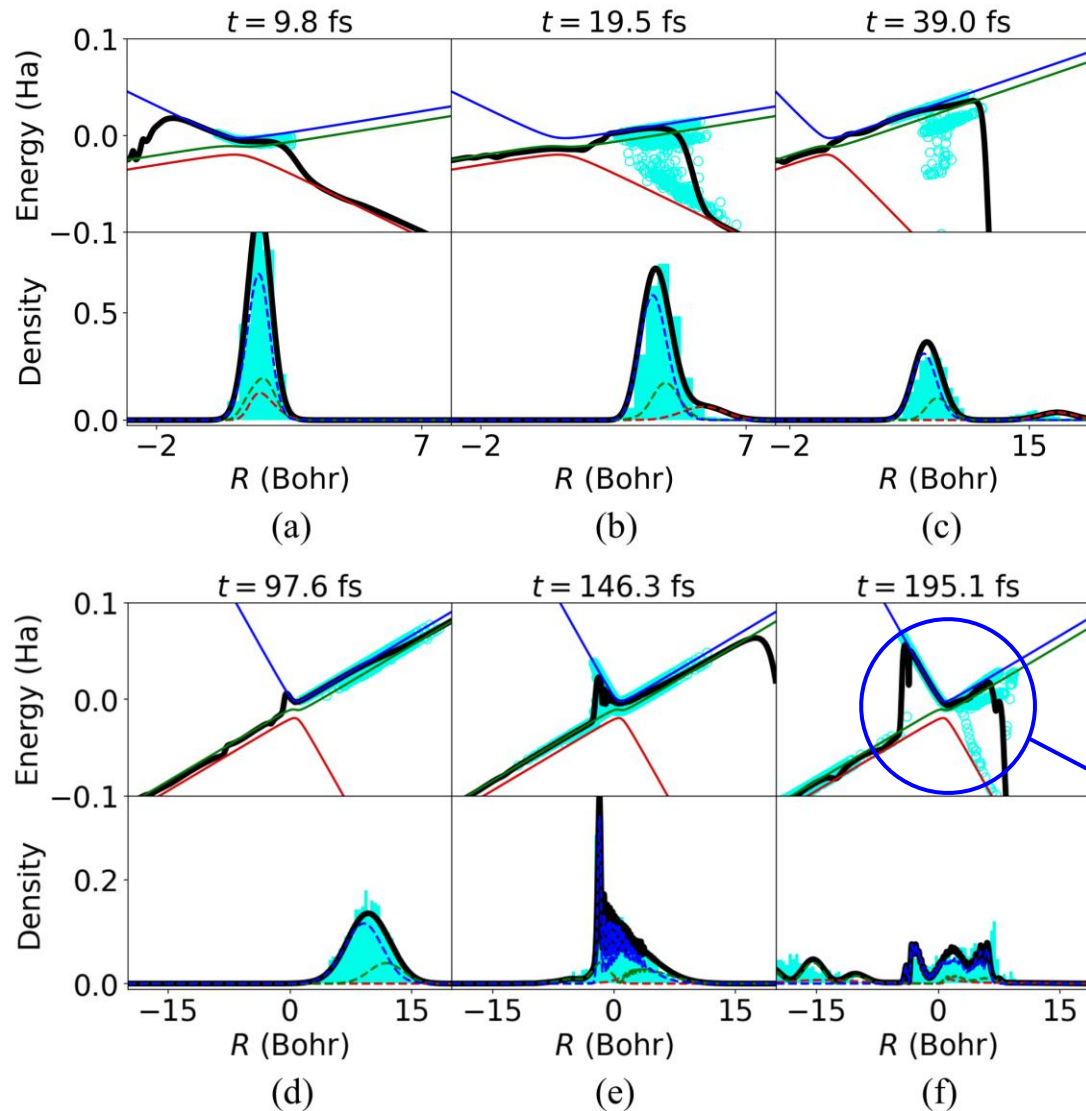 t = 9.8 fs t = 19.5 fs t = 39.0 fs
0.1
0.0
−0.1
Energy (Ha)
0.5
0.0
Density
−2 7 −2 7 −2 15
R (Bohr) R (Bohr) R (Bohr)
(a) (b) (c)
t = 97.6 fs t = 146.3 fs t = 195.1 fs
0.1
0.0
−0.1
Energy (Ha)
0.2
0.0
Density
−15 0 15 −15 0 15 −15 0 15
R (Bohr) R (Bohr) R (Bohr)
(d) (e) (f)